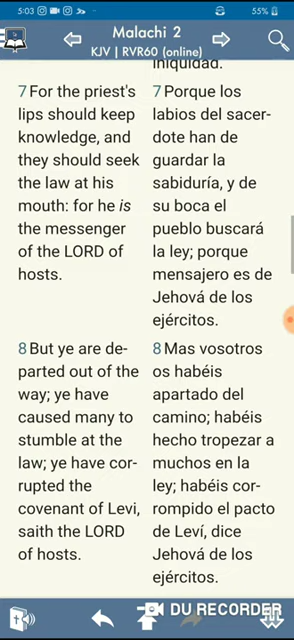 5:03
55%
Malachi 2
KJV | RVR60 (online)
iniquidad.
7 For the priest's
lips should keep
knowledge, and
they should seek
the law at his
mouth: for he is
the messenger
of the LORD of
hosts.
7 Porque los
labios del sacer-
dote han de
guardar la
sabiduría, y de
su boca el
pueblo buscará
la ley; porque
mensajero es de
Jehová de los
ejércitos.
8 But ye are de-
parted out of the
way; ye have
caused many to
stumble at the
law; ye have cor-
rupted the
covenant of Levi,
saith the LORD
of hosts.
8 Mas vosotros
os habéis
apartado del
camino; habéis
hecho tropezar a
muchos en la
ley; habéis cor-
rompido el pacto
de Leví, dice
Jehová de los
ejércitos.
DU RECORDER